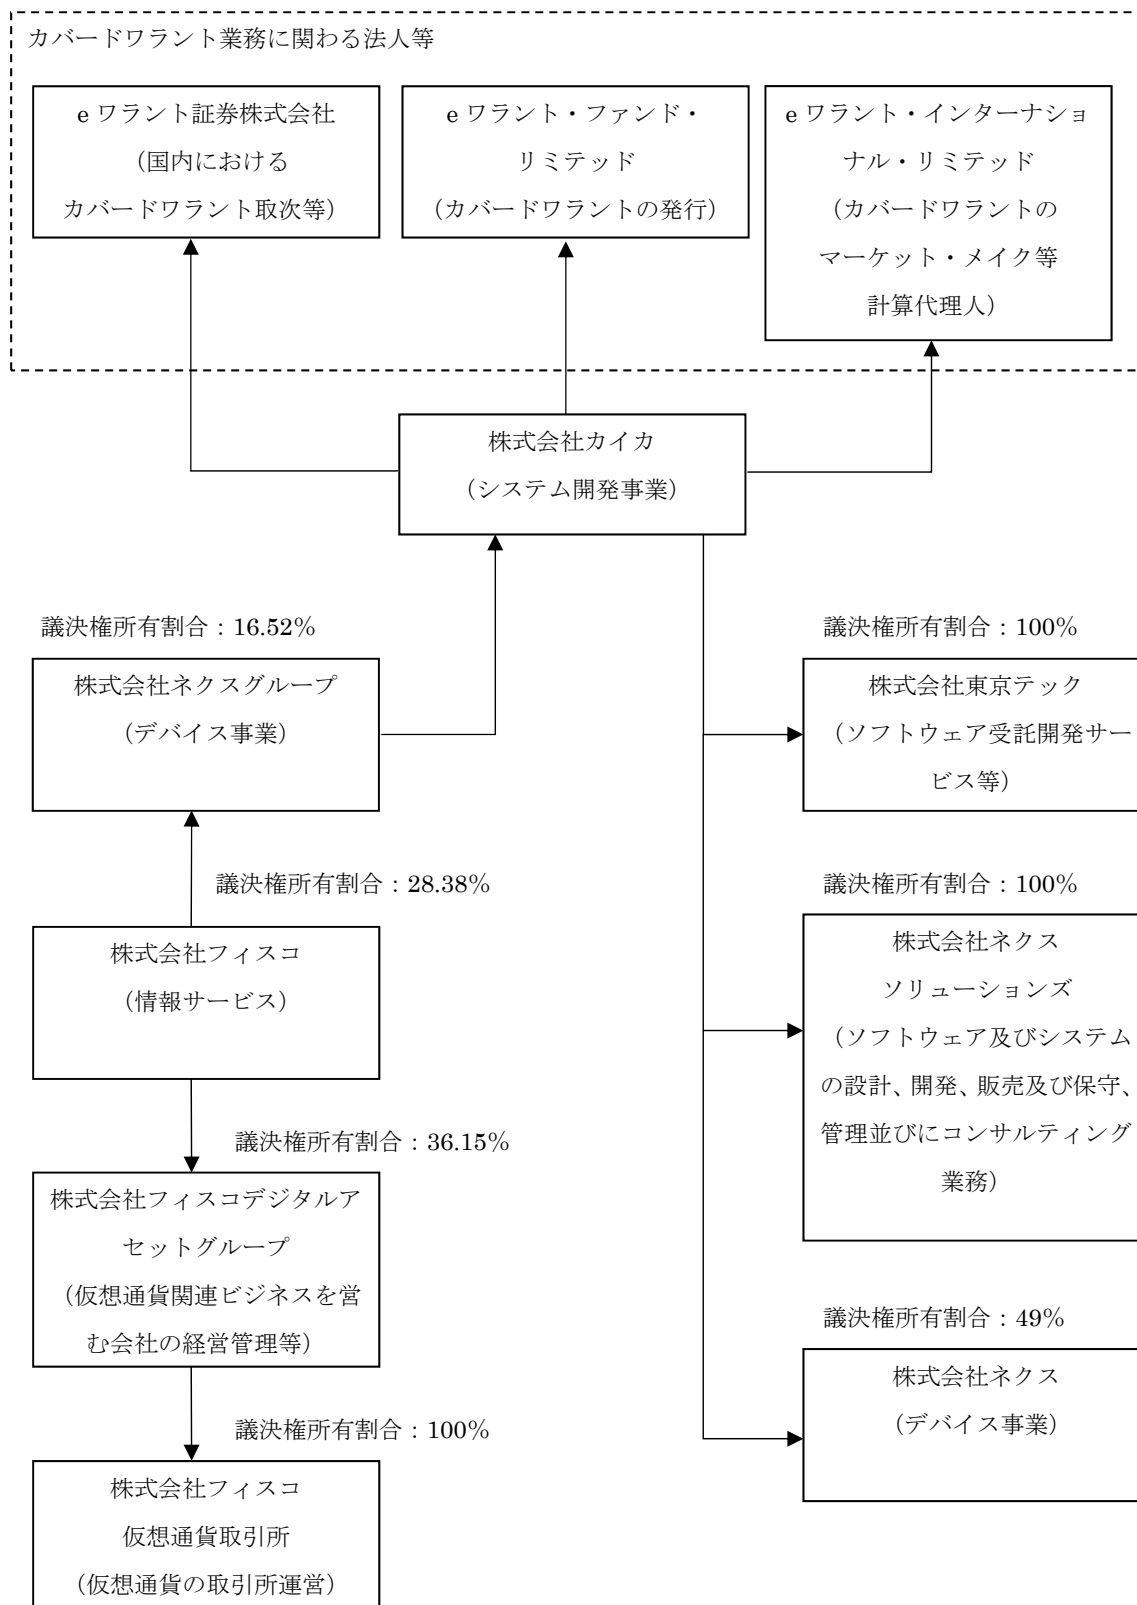 カバードワラント業務に関わる法人等
e ワラント証券株式会社
(国内における
カバードワラント取次等)
e ワラント・ファンド・
リミテッド
(カバードワラントの発行)
e ワラント・インターナショ
ナル・リミテッド
(カバードワラントの
マーケット・メイク等
計算代理人)
株式会社カイカ
(システム開発事業)
議決権所有割合:16.52%
株式会社ネクスグループ
(デバイス事業)
議決権所有割合:28.38%
株式会社フィスコ
(情報サービス)
議決権所有割合:36.15%
株式会社フィスコデジタルア
セットグループ
(仮想通貨関連ビジネスを営
む会社の経営管理等)
議決権所有割合:100%
株式会社フィスコ
仮想通貨取引所
(仮想通貨の取引所運営)
議決権所有割合:100%
株式会社東京テック
(ソフトウェア受託開発サー
ビス等)
議決権所有割合:100%
株式会社ネクス
ソリューションズ
(ソフトウェア及びシステム
の設計、開発、販売及び保守、
管理並びにコンサルティング
業務)
議決権所有割合:49%
株式会社ネクス
(デバイス事業)